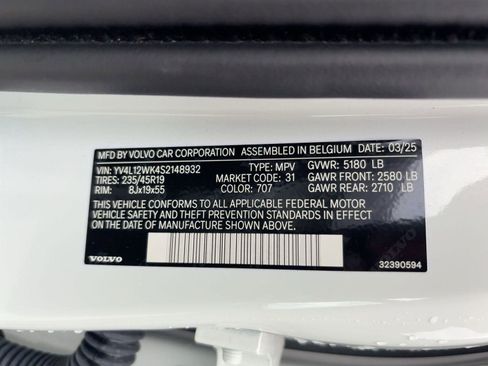 MFD BY VOLVO CAR CORPORATION ASSEMBLED IN BELGIUM DATE: 03/25
VIN: YV4L12WK4S2148932 TYPE: MPV GVWR: 5180 LB
TIRES: 235/45R19 MARKET CODE: 31 GAWR FRONT: 2580 LB
RIM: 8Jx19x55 COLOR: 707 GAWR REAR: 2710 LB
THIS VEHICLE CONFORMS TO ALL APPLICABLE FEDERAL MOTOR
VEHICLE THEFT PREVENTION STANDARD IN EFFECT ON THE
DATE OF MANUFACTURE SHOWN ABOVE.
VOLVO 32390594